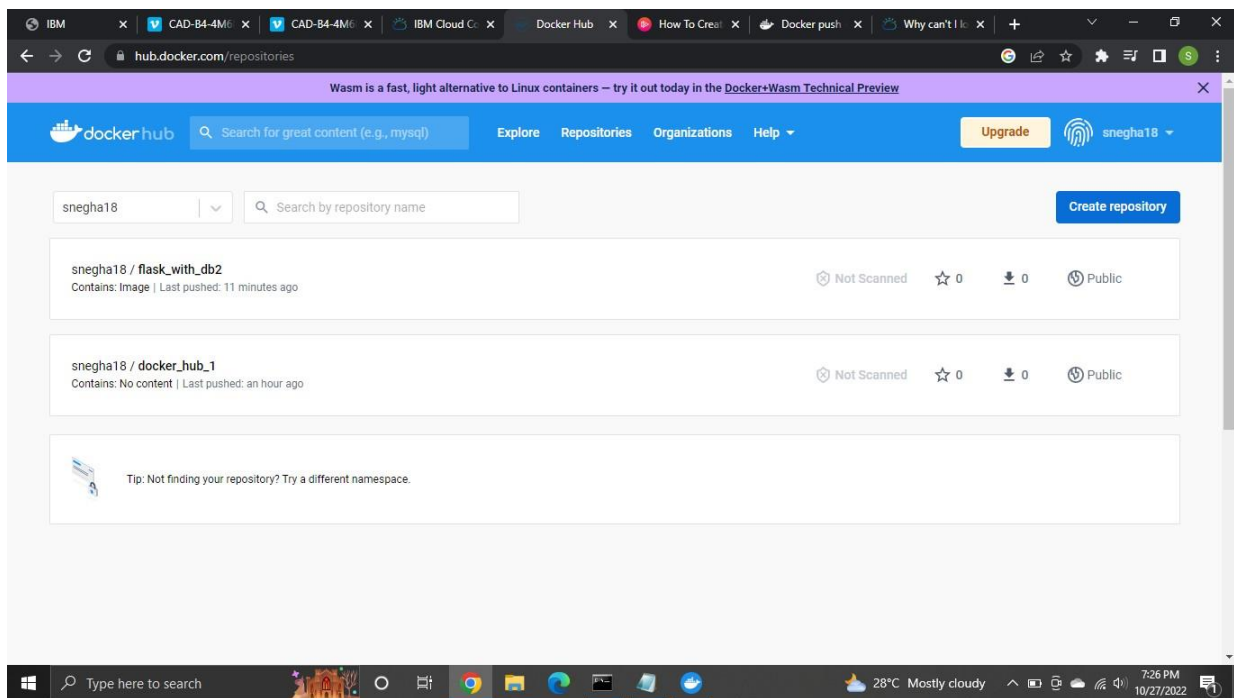 IBM
CAD-B4-4M6
CAD-B4-4M6
IBM Cloud Co
Docker Hub
How To Creat
Docker push
Why can't I lo
hub.docker.com/repositories
S
Wasm is a fast, light alternative to Linux containers — try it out today in the Docker+Wasm Technical Preview
docker hub
Search for great content (e.g., mysql)
Explore
Repositories
Organizations
Help
Upgrade
snegha18
snegha18
Search by repository name
Create repository
snegha18 / flask_with_db2
Contains: Image | Last pushed: 11 minutes ago
Not Scanned
0
0
Public
snegha18 / docker_hub_1
Contains: No content | Last pushed: an hour ago
Not Scanned
0
0
Public
Tip: Not finding your repository? Try a different namespace.
Type here to search
28°C Mostly cloudy
7:26 PM
10/27/2022